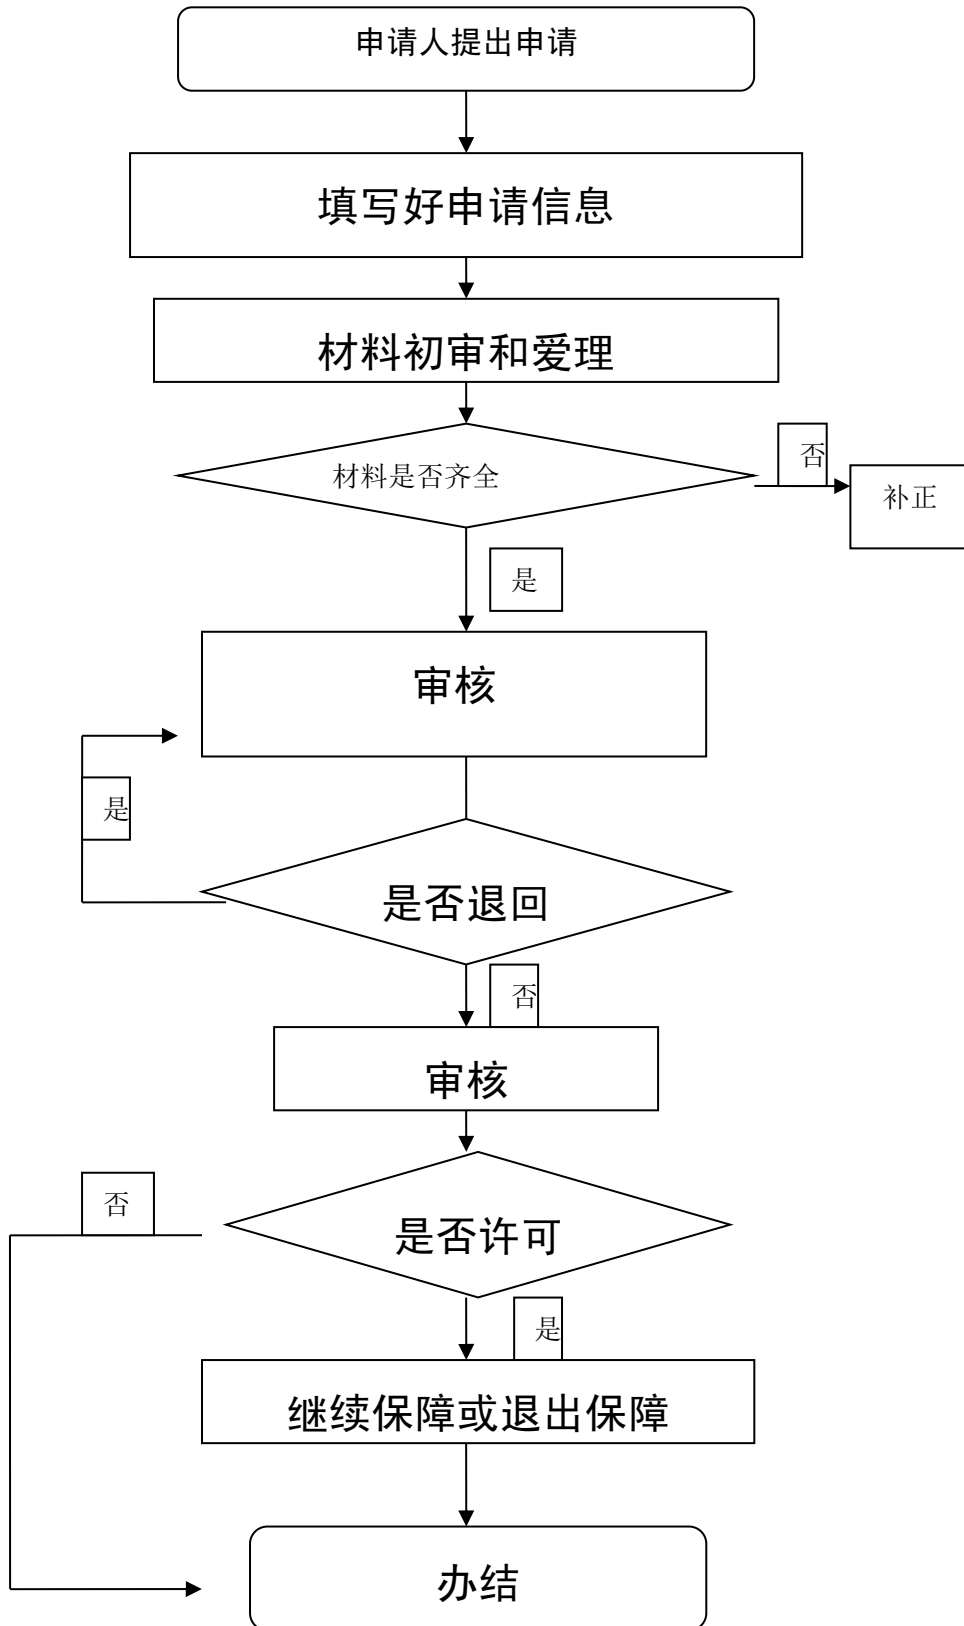 申请人提出申请
填写好申请信息
材料初审和爱理
材料是否齐全
否
补正
是
审核
是
是否退回
否
审核
否
是否许可
是
继续保障或退出保障
办结